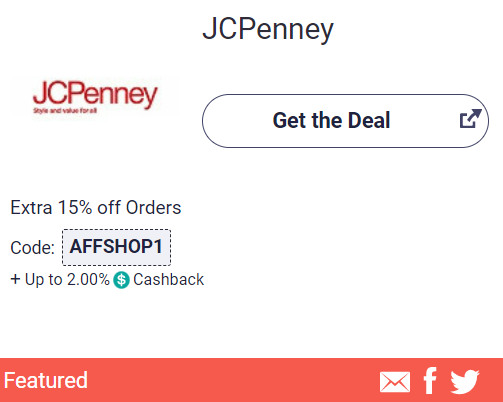 JCPenney
JCPenney
Style and value for all
Get the Deal
Extra 15% off Orders
Code: AFFSHOP1
+ Up to 2.00% $ Cashback
Featured